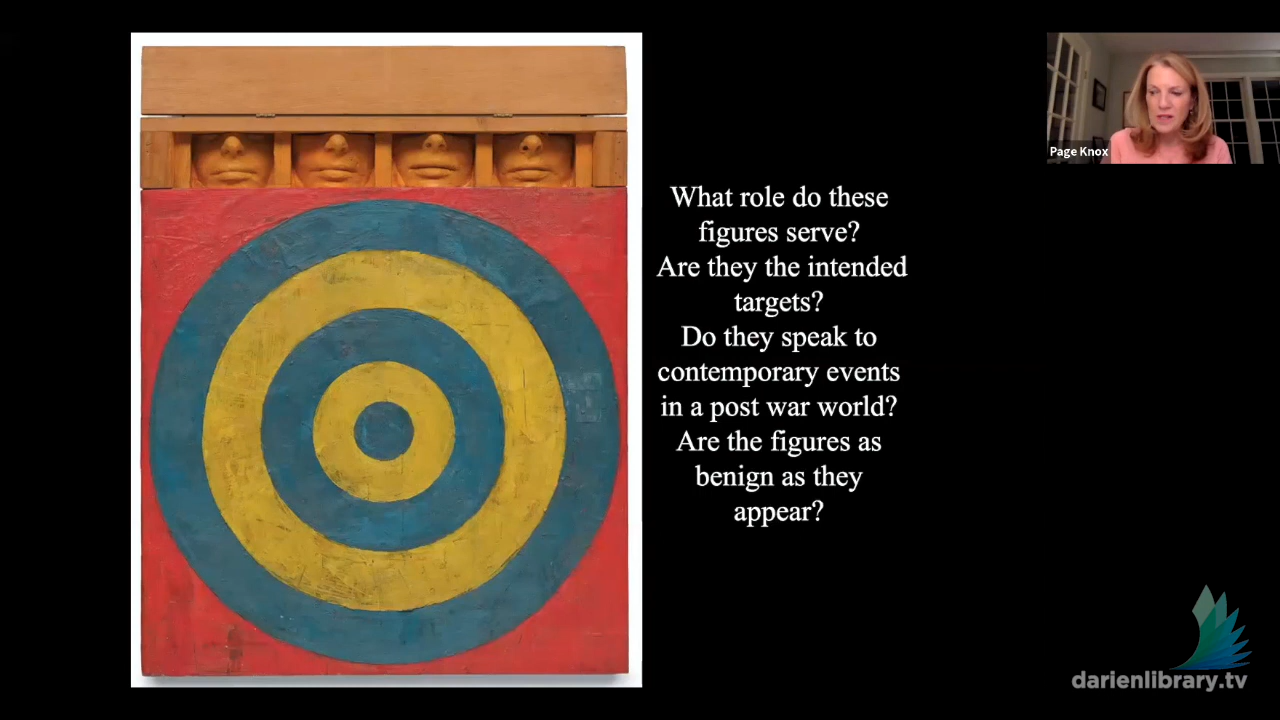 Page Knox
What role do these
figures serve?
Are they the intended
targets?
Do they speak to
contemporary events
in a post war world?
Are the figures as
benign as they
appear?
darienlibrary.tv